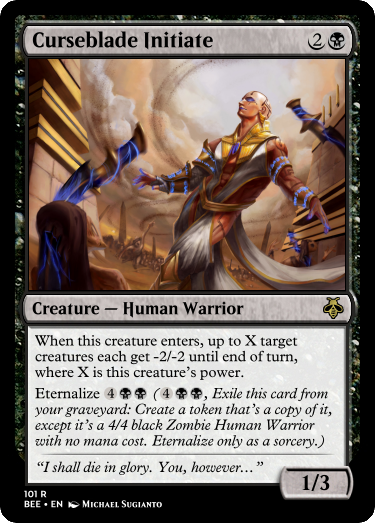 Curseblade Initiate 2
Creature — Human Warrior
When this creature enters, up to X target
creatures each get -2/-2 until end of turn,
where X is this creature's power.
Eternalize 4 (4, Exile this card from
your graveyard: Create a token that's a copy of it,
except it's a 4/4 black Zombie Human Warrior
with no mana cost. Eternalize only as a sorcery.)
“I shall die in glory. You, however…”
1/3
101 R
BEE • EN Michael Sugianto